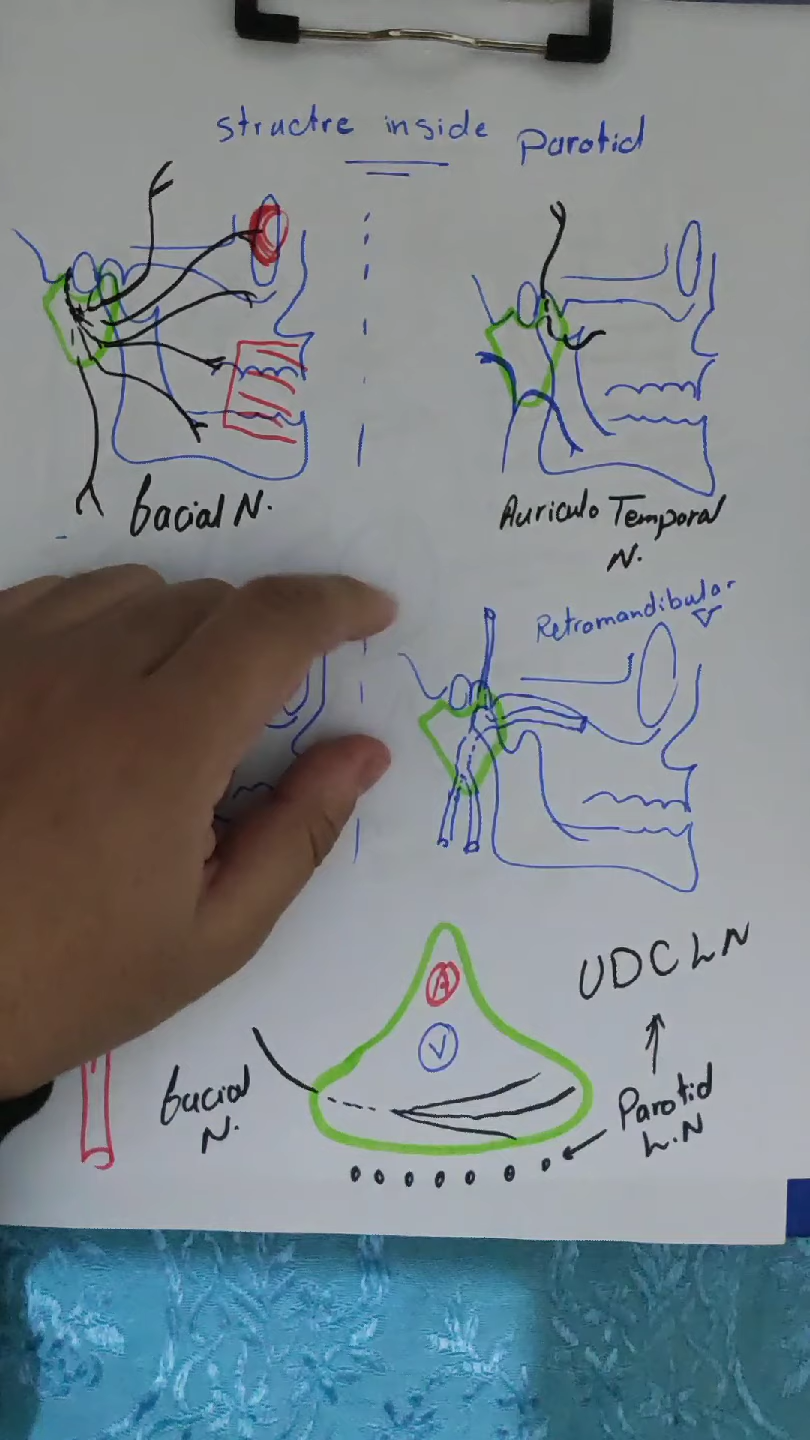 structre inside Parotid
facial N.
Auriculo Temporal
N.
Retromandibular
V
A
V
UDCLN
facial
N.
Parotid
L.N